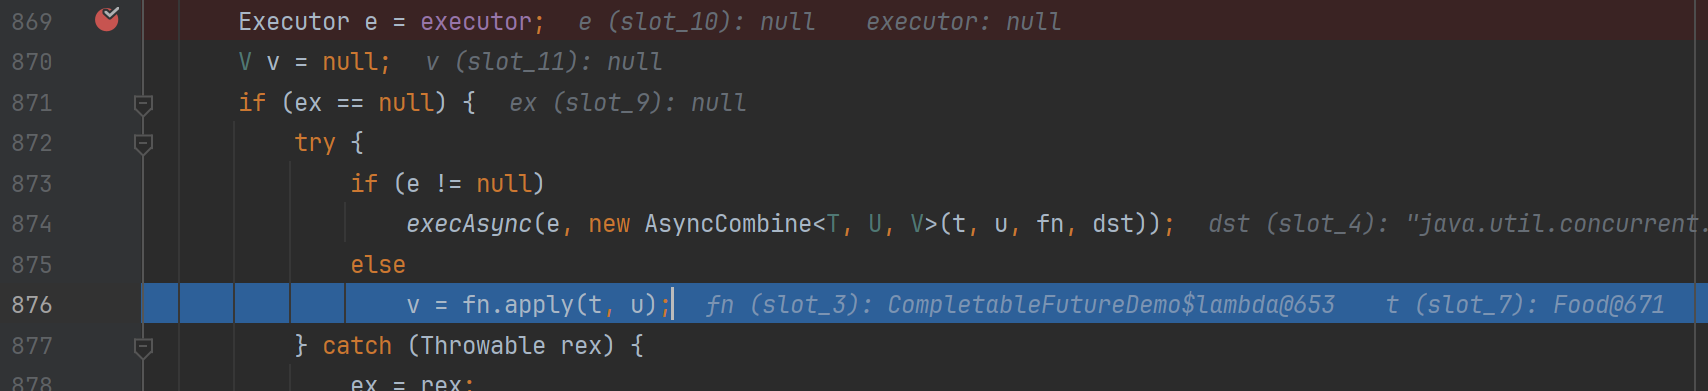 869 Executor e = executor; e (slot_10): null executor: null
870 V v = null; v (slot_11): null
871 if (ex == null) { ex (slot_9): null
872 try {
873 if (e != null)
874 execAsync(e, new AsyncCombine<T, U, V>(t, u, fn, dst)); dst (slot_4): "java.util.concurrent.
875 else
876 v = fn.apply(t, u); fn (slot_3): CompletableFutureDemo$lambda@653 t (slot_7): Food@671
877 } catch (Throwable rex) {
878 ex = rex;